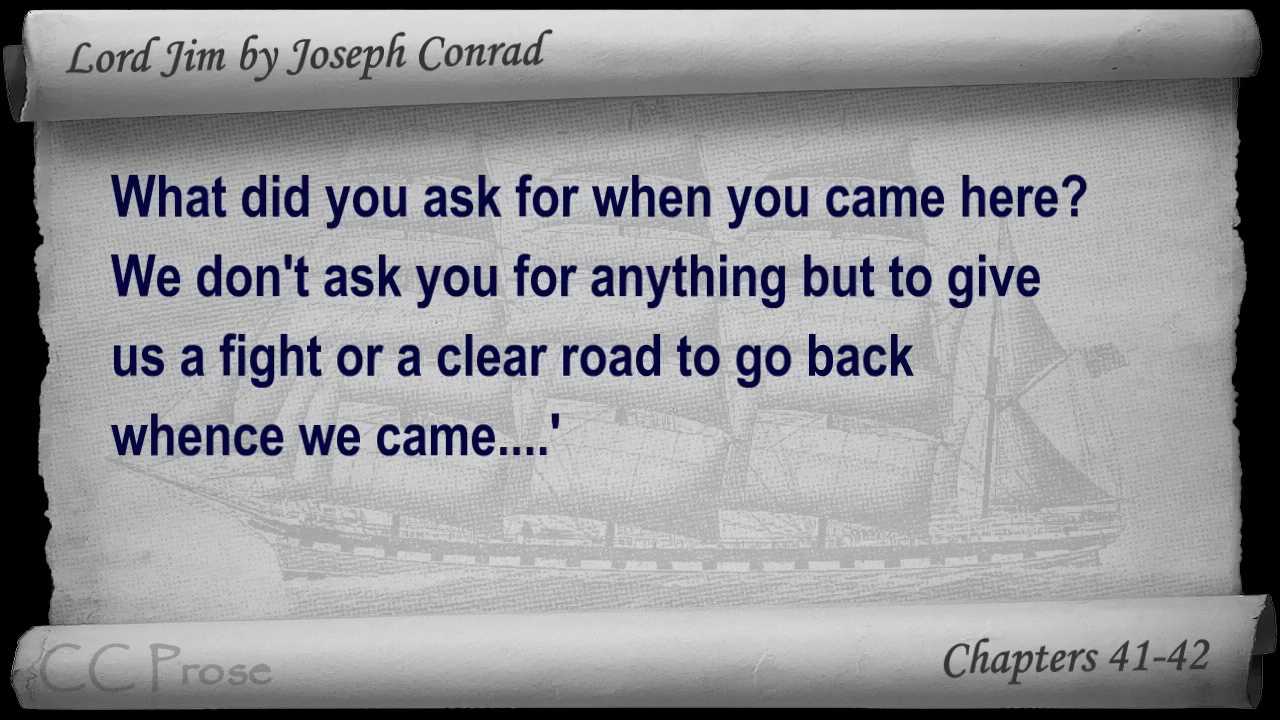 Lord Jim by Joseph Conrad
What did you ask for when you came here?
We don't ask you for anything but to give
us a fight or a clear road to go back
whence we came....'
CC Prose
Chapters 41-42